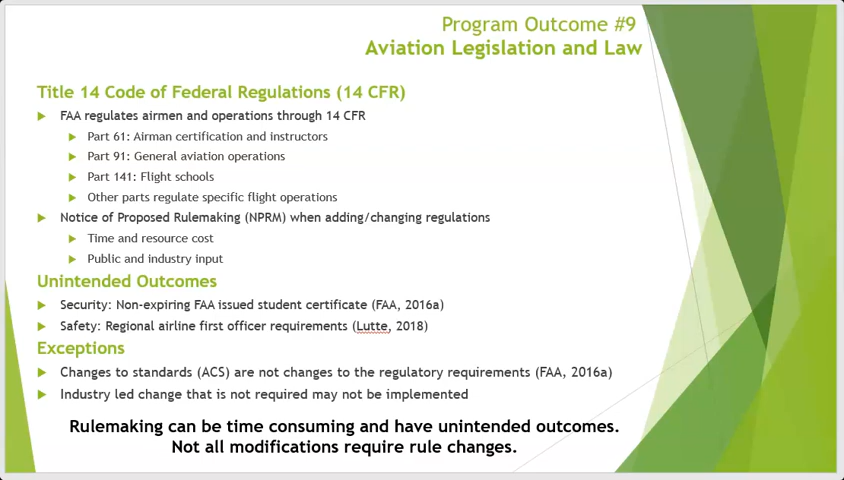 Program Outcome #9
Aviation Legislation and Law
Title 14 Code of Federal Regulations (14 CFR)
FAA regulates airmen and operations through 14 CFR
Part 61: Airman certification and instructors
Part 91: General aviation operations
Part 141: Flight schools
Other parts regulate specific flight operations
Notice of Proposed Rulemaking (NPRM) when adding/changing regulations
Time and resource cost
Public and industry input
Unintended Outcomes
Security: Non-expiring FAA issued student certificate (FAA, 2016a)
Safety: Regional airline first officer requirements (Lutte, 2018)
Exceptions
Changes to standards (ACS) are not changes to the regulatory requirements (FAA, 2016a)
Industry led change that is not required may not be implemented
Rulemaking can be time consuming and have unintended outcomes.
Not all modifications require rule changes.